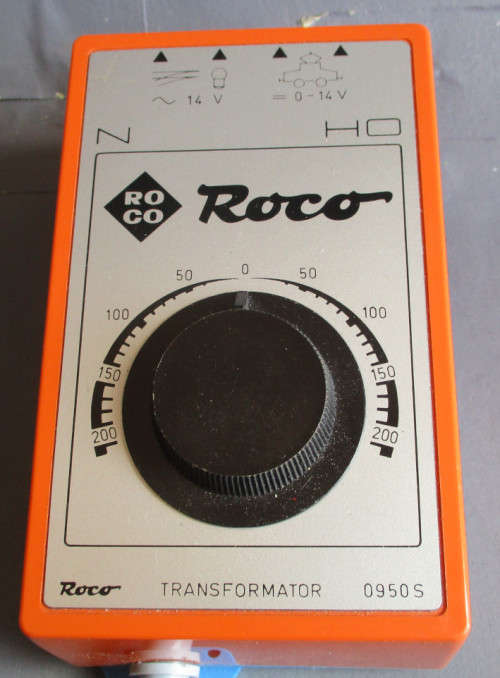 ~ 14 V = 0-14 V
N HO
RO
CO
Roco
0
50 50
100 100
150 150
200 200
Roco TRANSFORMATOR 0950S